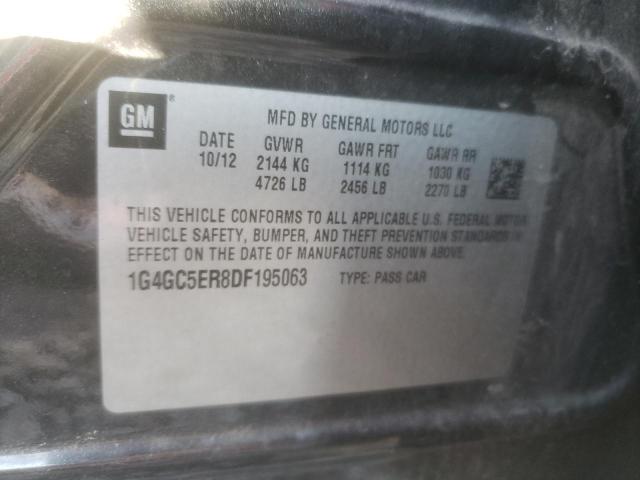 GM®
MFD BY GENERAL MOTORS LLC
DATE GVWR GAWR FRT GAWR RR
10/12 2144 KG 1114 KG 1030 KG
4726 LB 2456 LB 2270 LB
THIS VEHICLE CONFORMS TO ALL APPLICABLE U.S. FEDERAL MOTOR
VEHICLE SAFETY, BUMPER, AND THEFT PREVENTION STANDARDS IN
EFFECT ON THE DATE OF MANUFACTURE SHOWN ABOVE.
1G4GC5ER8DF195063 TYPE: PASS CAR